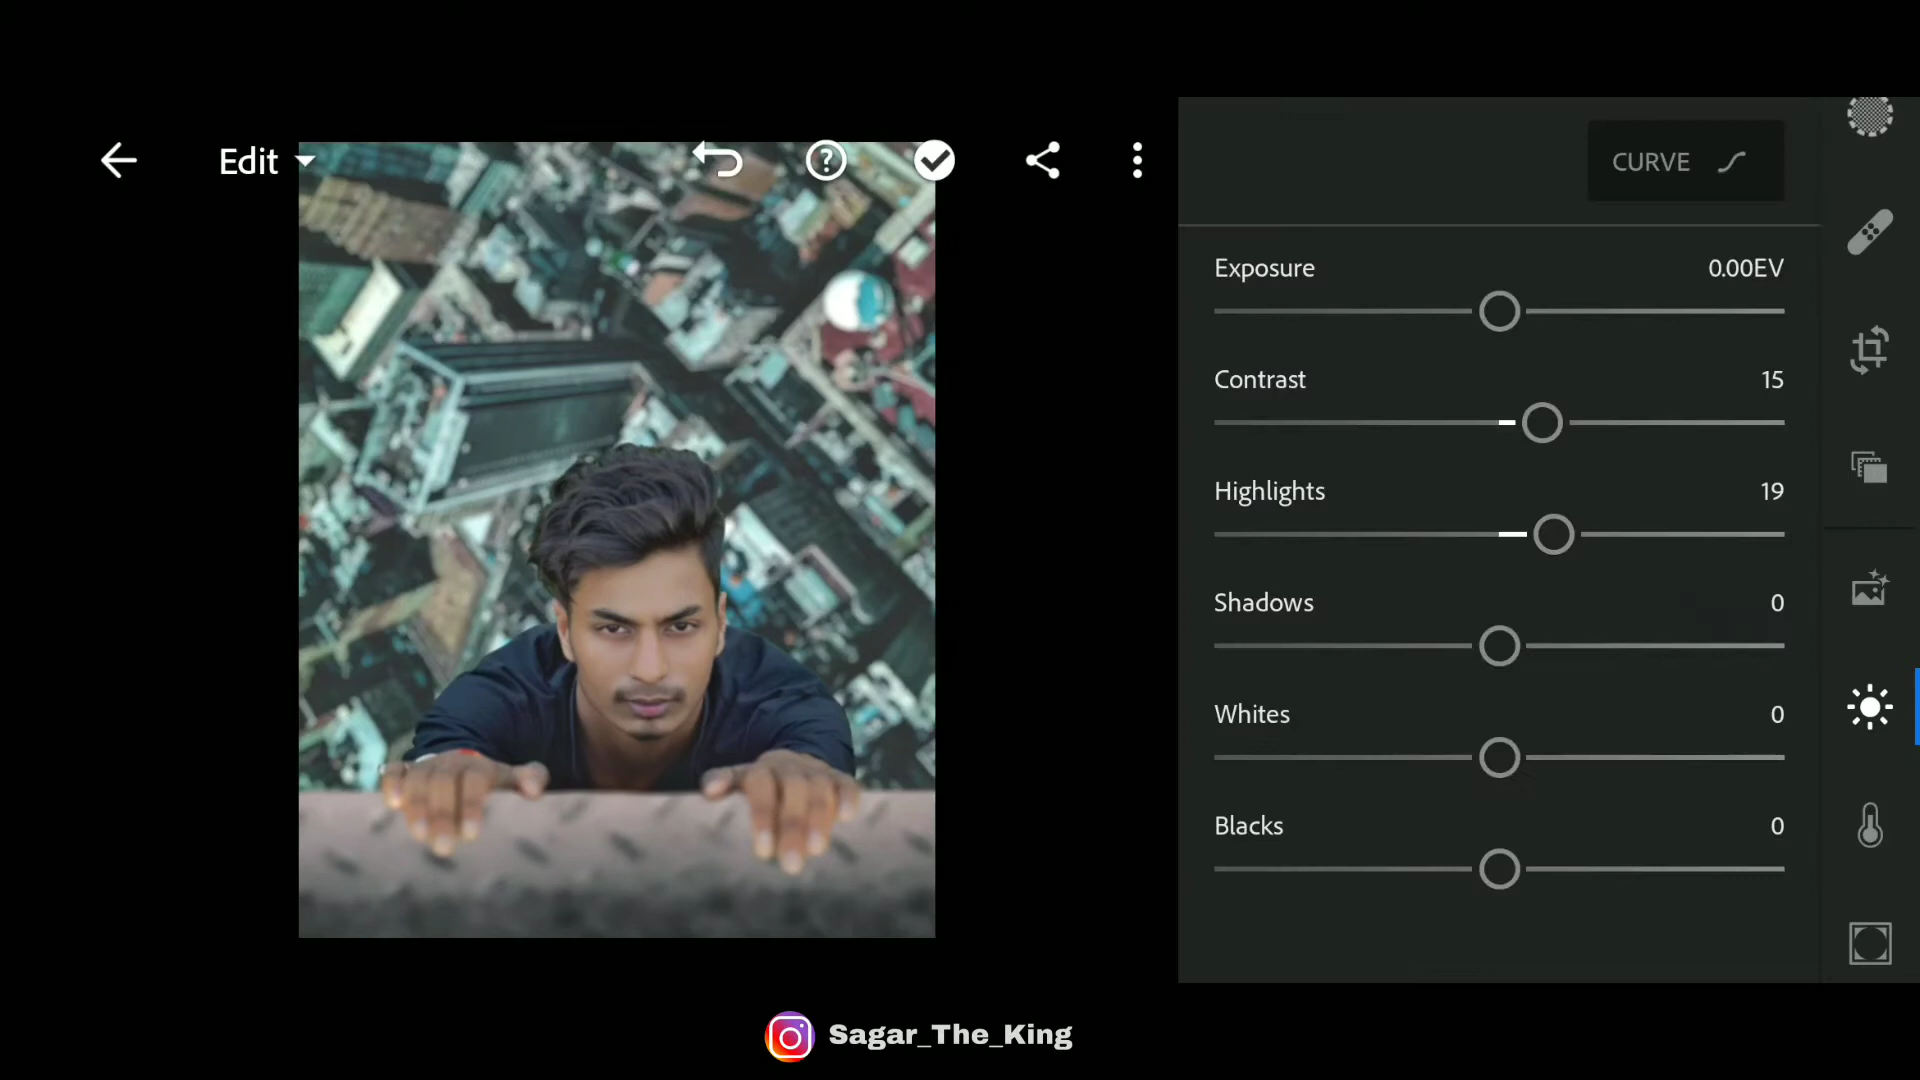 Edit
CURVE
Exposure 0.00EV
Contrast 15
Highlights 19
Shadows 0
Whites 0
Blacks 0
Sagar_The_King